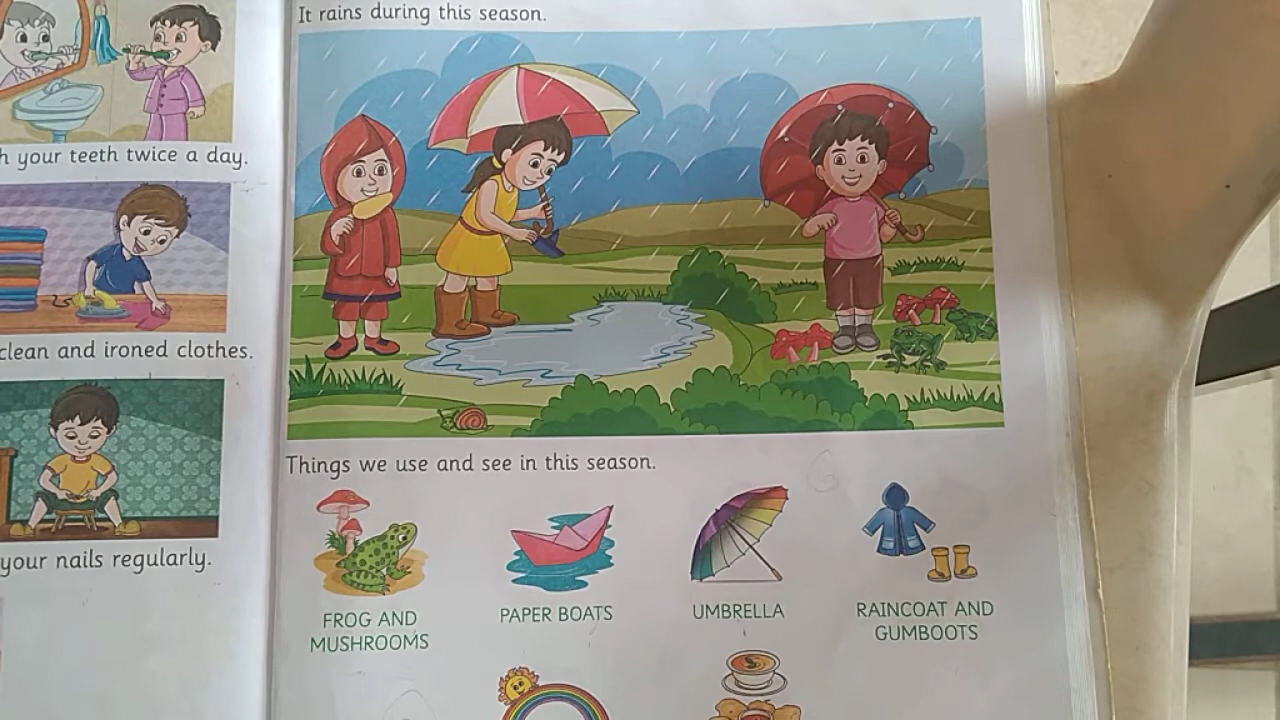 your teeth twice a day.
clean and ironed clothes.
your nails regularly.
It rains during this season.
Things we use and see in this season.
FROG AND
MUSHROOMS
PAPER BOATS
UMBRELLA
RAINCOAT AND
GUMBOOTS